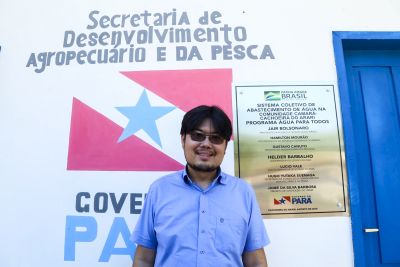 Secretaria de
Desenvolvimento
Agropecuário e da Pesca
GOVE
PA
PÁTRIA AMADA
BRASIL
SISTEMA COLETIVO DE
ABASTECIMENTO DE ÁGUA NA
COMUNIDADE CAMARÁ-
CACHOEIRA DO ARARI
PROGRAMA ÁGUA PARA TODOS
JAIR BOLSONARO
HAMILTON MOURÃO
GUSTAVO CANUTO
HELDER BARBALHO
LÚCIO VALE
HUGO YUTAKA SUENAGA
JAIME DA SILVA BARBOSA
PARÁ